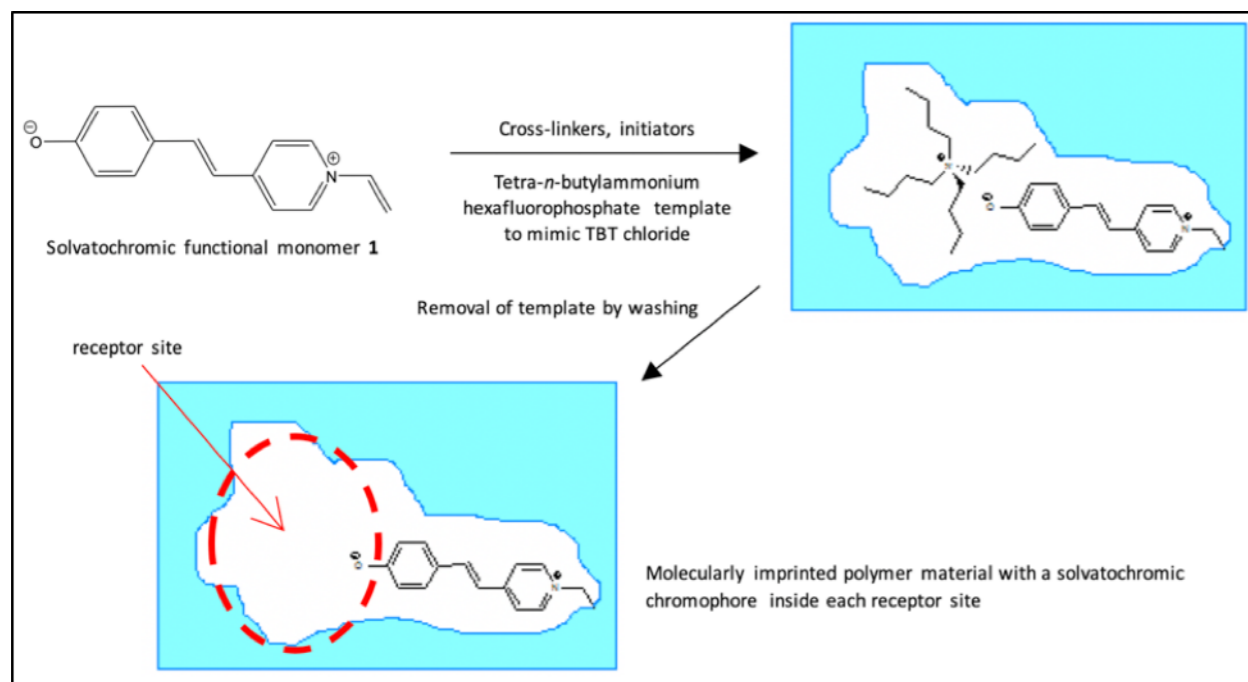 Cross-linkers, initiators
Tetra-n-butylammonium
hexafluorophosphate template
to mimic TBT chloride
O
N
Solvatochromic functional monomer 1
N
O
N
Removal of template by washing
receptor site
O
N
Molecularly imprinted polymer material with a solvatochromic
chromophore inside each receptor site